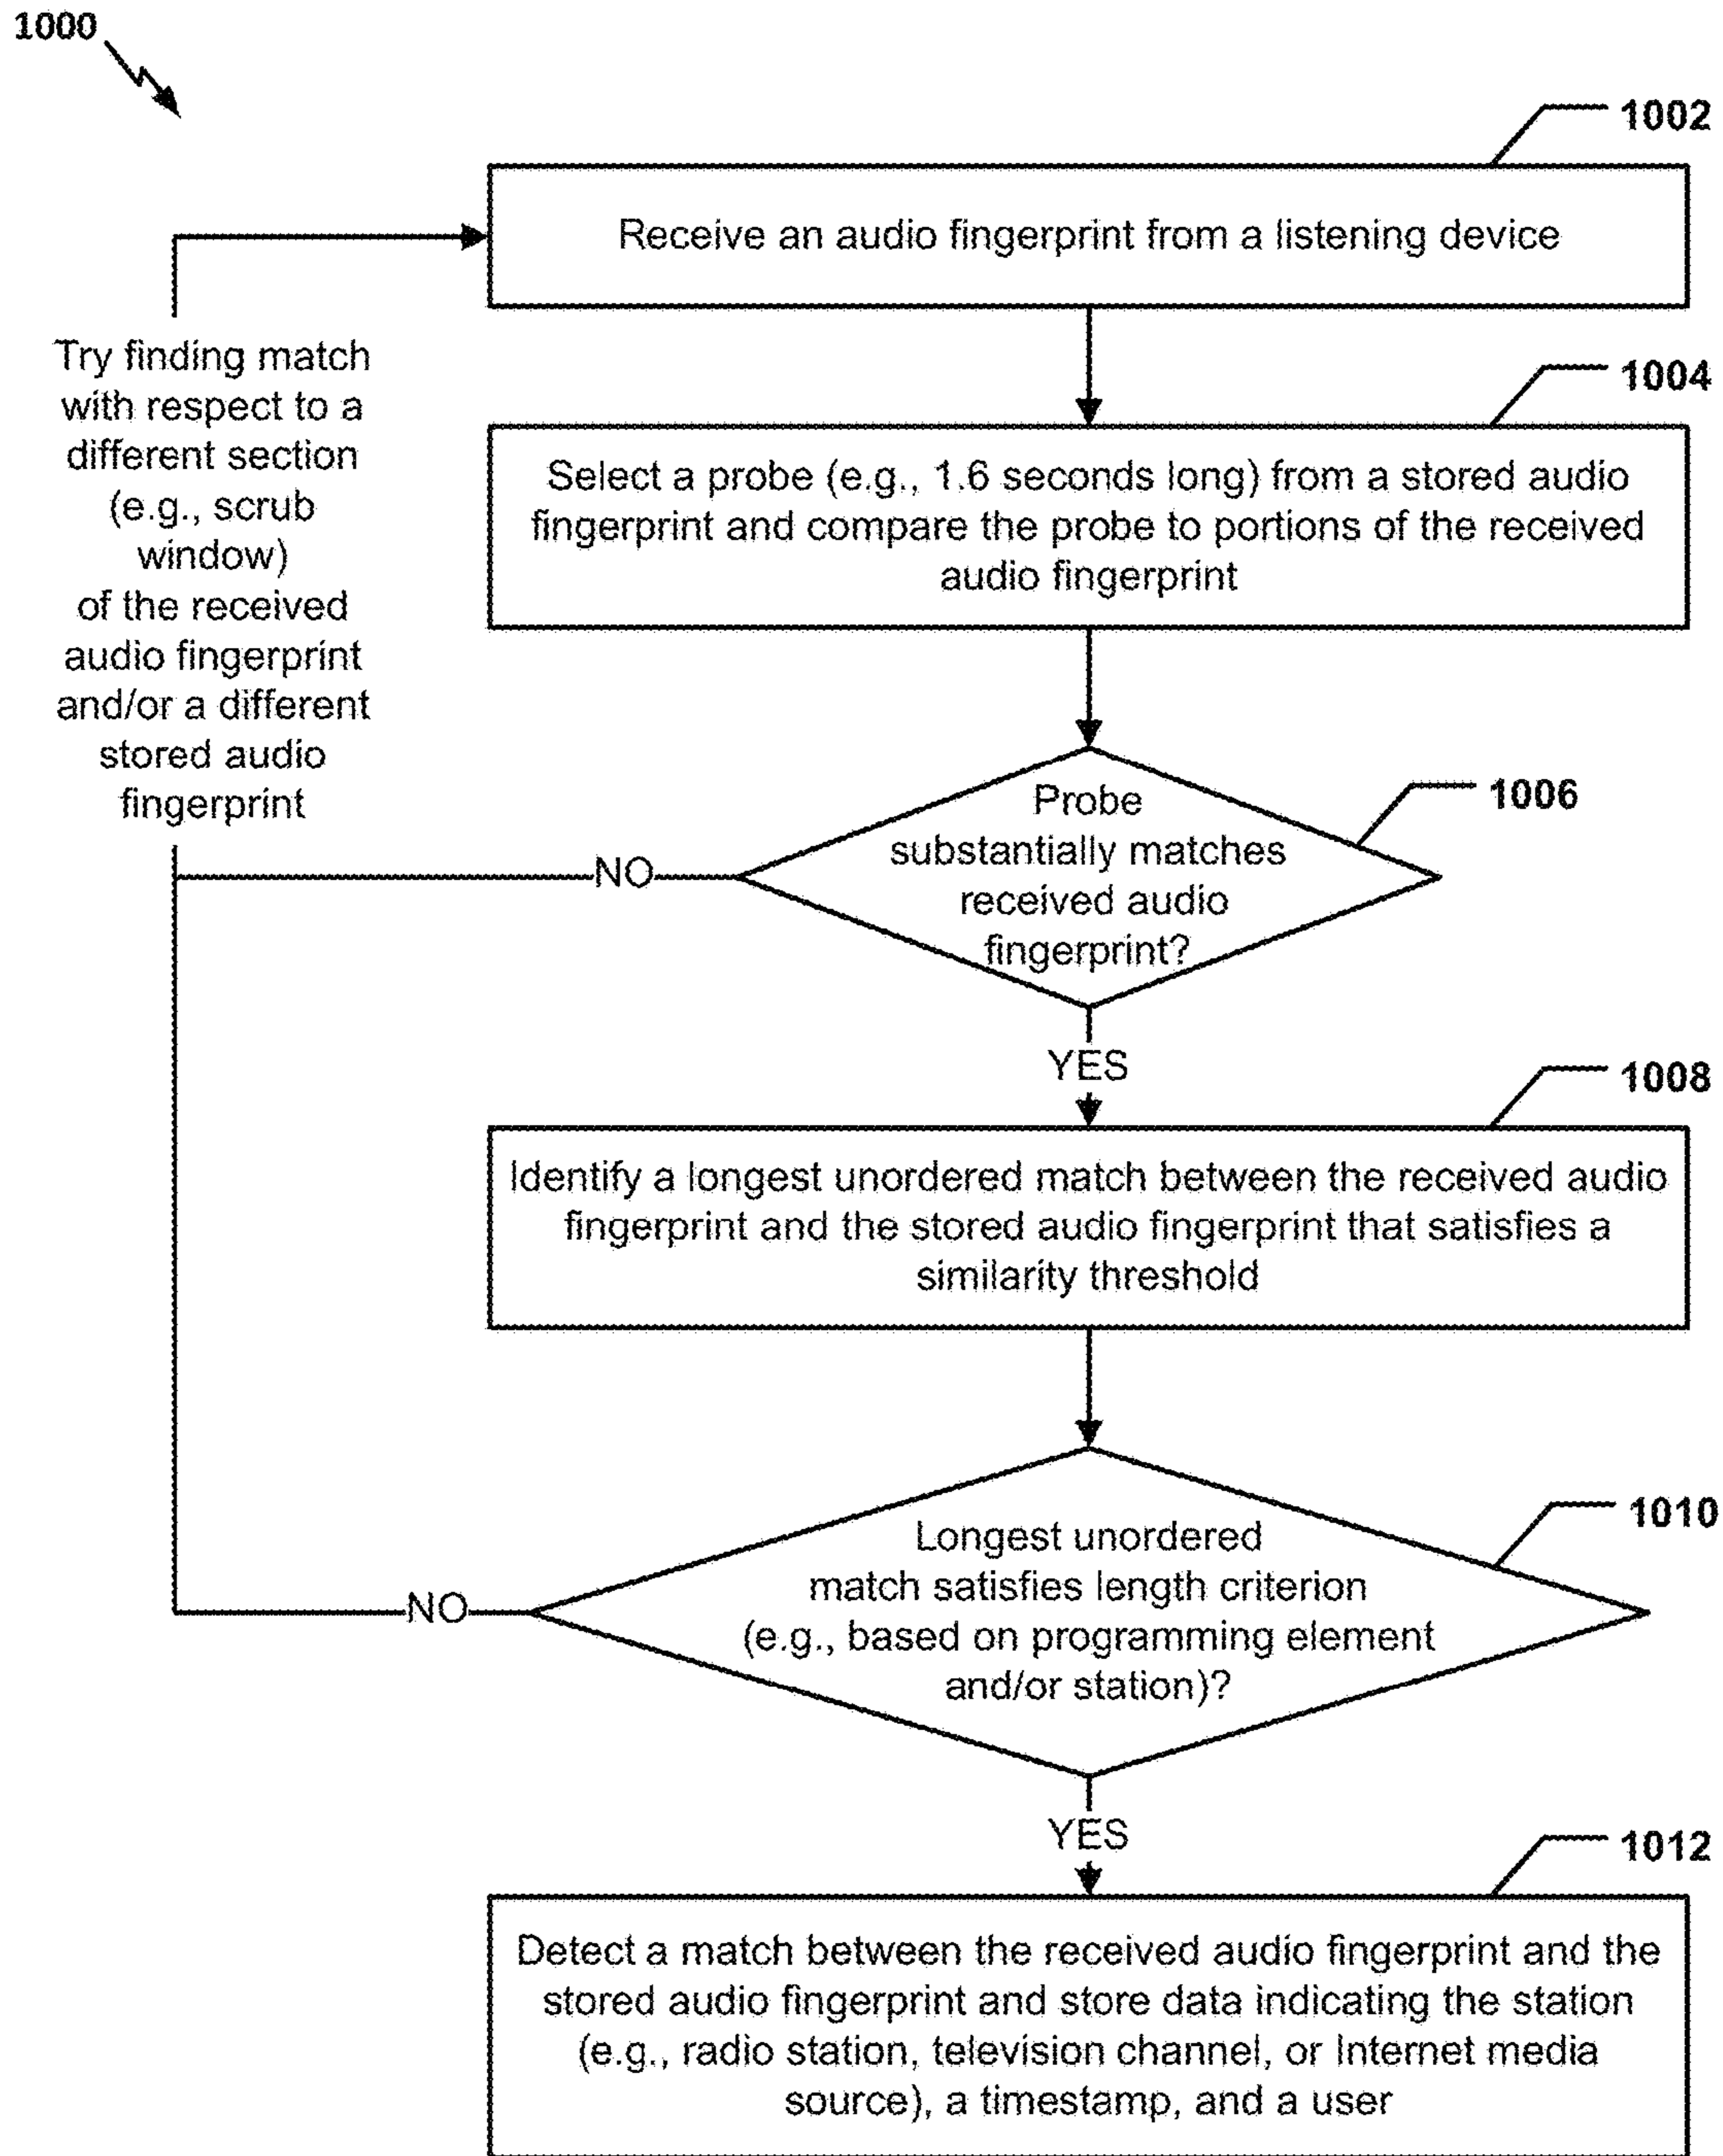 1000
1002
Receive an audio fingerprint from a listening device
Try finding match
with respect to a
different section
(e.g., scrub
window)
of the received
audio fingerprint
and/or a different
stored audio
fingerprint
1004
Select a probe (e.g., 1.6 seconds long) from a stored audio
fingerprint and compare the probe to portions of the received
audio fingerprint
1006
Probe
substantially matches
received audio
fingerprint?
NO
YES
1008
Identify a longest unordered match between the received audio
fingerprint and the stored audio fingerprint that satisfies a
similarity threshold
1010
Longest unordered
match satisfies length criterion
(e.g., based on programming element
and/or station)?
NO
YES
1012
Detect a match between the received audio fingerprint and the
stored audio fingerprint and store data indicating the station
(e.g., radio station, television channel, or Internet media
source), a timestamp, and a user